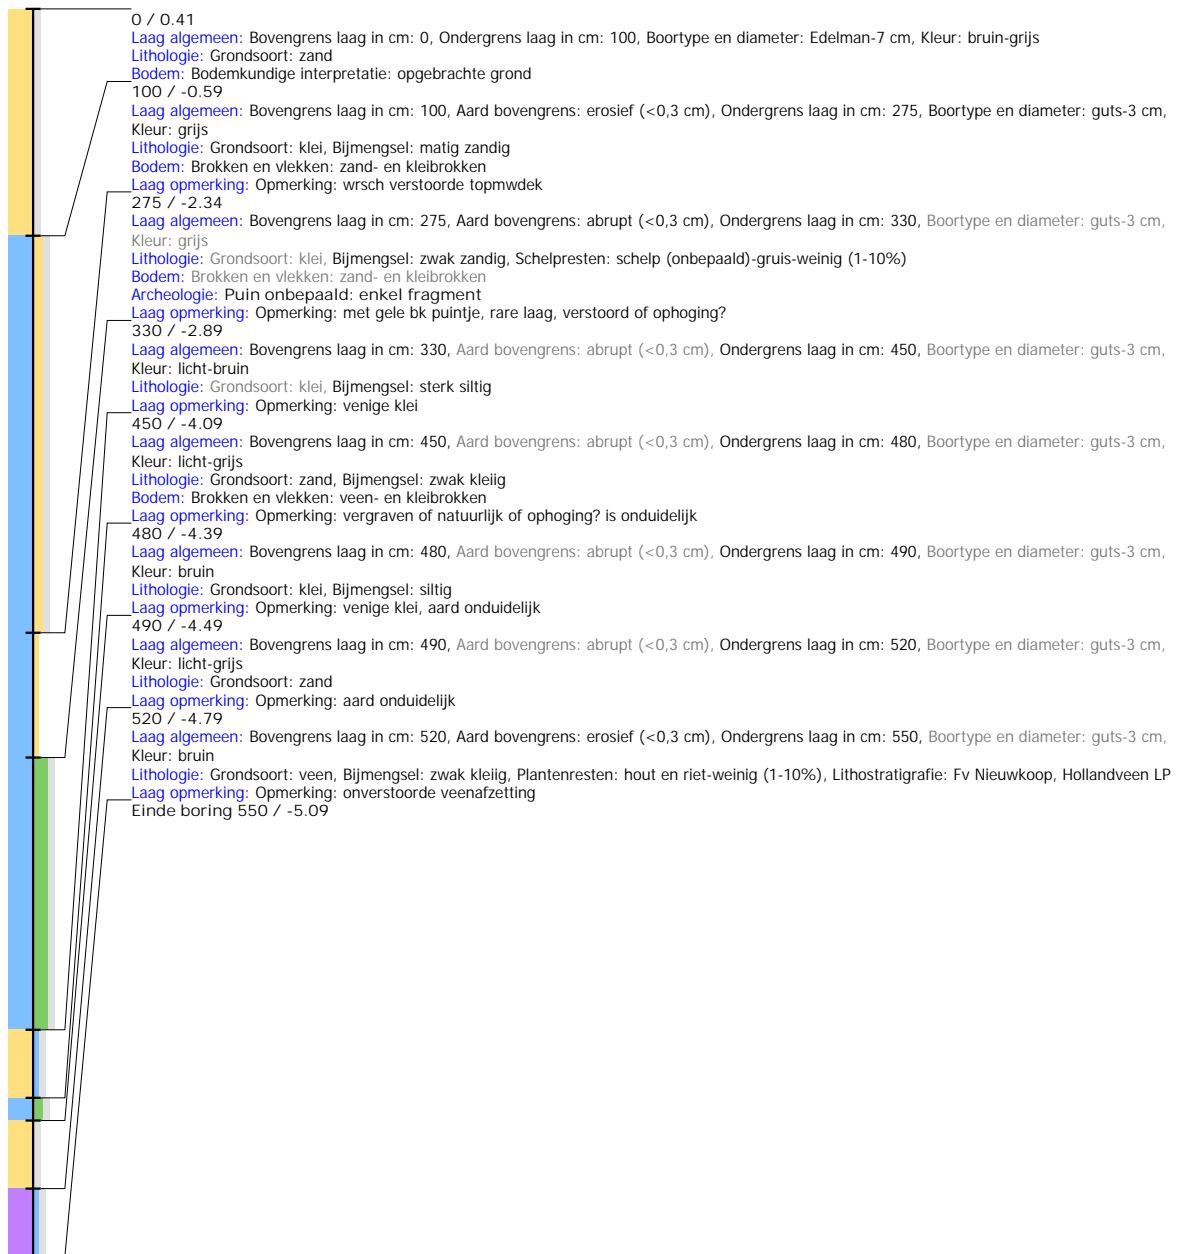 0 / 0.41
Laag algemeen: Bovengrens laag in cm: 0, Ondergrens laag in cm: 100, Boortype en diameter: Edelman-7 cm, Kleur: bruin-grijs
Lithologie: Grondsoort: zand
Bodem: Bodemkundige interpretatie: opgebrachte grond
100 / -0.59
Laag algemeen: Bovengrens laag in cm: 100, Aard bovengrens: erosief (<0,3 cm), Ondergrens laag in cm: 275, Boortype en diameter: guts-3 cm,
Kleur: grijs
Lithologie: Grondsoort: klei, Bijmengsel: matig zandig
Bodem: Brokken en vlekken: zand- en kleibrokken
Laag opmerking: Opmerking: wrsch verstoorde topmwdek
275 / -2.34
Laag algemeen: Bovengrens laag in cm: 275, Aard bovengrens: abrupt (<0,3 cm), Ondergrens laag in cm: 330, Boortype en diameter: guts-3 cm,
Kleur: grijs
Lithologie: Grondsoort: klei, Bijmengsel: zwak zandig, Schelpresten: schelp (onbepaald)-gruis-weinig (1-10%)
Bodem: Brokken en vlekken: zand- en kleibrokken
Archeologie: Puin onbepaald: enkel fragment
Laag opmerking: Opmerking: met gele bk puintje, rare laag, verstoord of ophoging?
330 / -2.89
Laag algemeen: Bovengrens laag in cm: 330, Aard bovengrens: abrupt (<0,3 cm), Ondergrens laag in cm: 450, Boortype en diameter: guts-3 cm,
Kleur: licht-bruin
Lithologie: Grondsoort: klei, Bijmengsel: sterk siltig
Laag opmerking: Opmerking: venige klei
450 / -4.09
Laag algemeen: Bovengrens laag in cm: 450, Aard bovengrens: abrupt (<0,3 cm), Ondergrens laag in cm: 480, Boortype en diameter: guts-3 cm,
Kleur: licht-grijs
Lithologie: Grondsoort: zand, Bijmengsel: zwak kleiig
Bodem: Brokken en vlekken: veen- en kleibrokken
Laag opmerking: Opmerking: vergraven of natuurlijk of ophoging? is onduidelijk
480 / -4.39
Laag algemeen: Bovengrens laag in cm: 480, Aard bovengrens: abrupt (<0,3 cm), Ondergrens laag in cm: 490, Boortype en diameter: guts-3 cm,
Kleur: bruin
Lithologie: Grondsoort: klei, Bijmengsel: siltig
Laag opmerking: Opmerking: venige klei, aard onduidelijk
490 / -4.49
Laag algemeen: Bovengrens laag in cm: 490, Aard bovengrens: abrupt (<0,3 cm), Ondergrens laag in cm: 520, Boortype en diameter: guts-3 cm,
Kleur: licht-grijs
Lithologie: Grondsoort: zand
Laag opmerking: Opmerking: aard onduidelijk
520 / -4.79
Laag algemeen: Bovengrens laag in cm: 520, Aard bovengrens: erosief (<0,3 cm), Ondergrens laag in cm: 550, Boortype en diameter: guts-3 cm,
Kleur: bruin
Lithologie: Grondsoort: veen, Bijmengsel: zwak kleiig, Plantenresten: hout en riet-weinig (1-10%), Lithostratigrafie: Fv Nieuwkoop, Hollandveen LP
Laag opmerking: Opmerking: onverstoorde veenafzetting
Einde boring 550 / -5.09